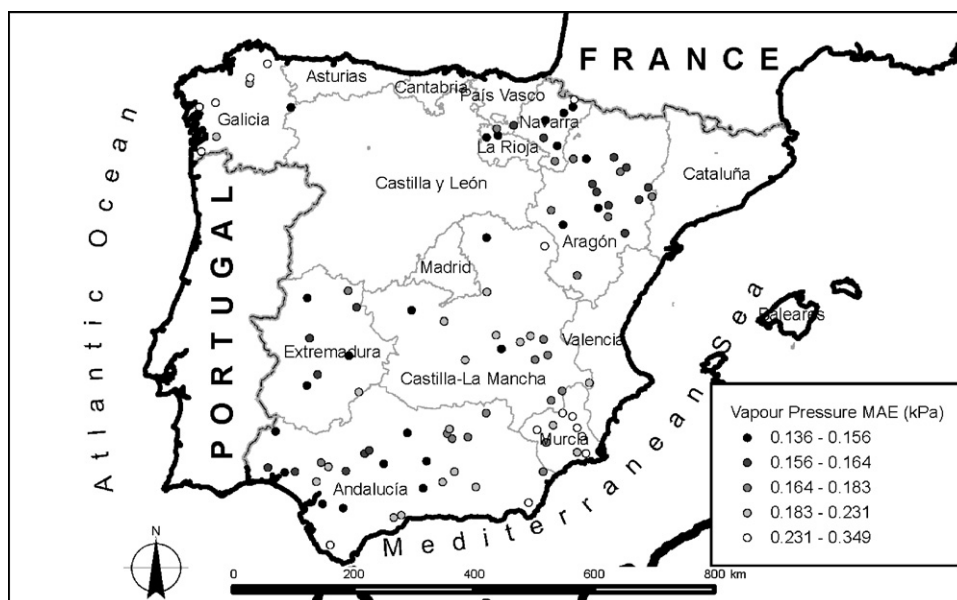 FRANCE
Asturias
Cantabria
País Vasco
Navarra
Galicia
La Rioja
Cataluña
Castilla y León
Aragón
Madrid
Atlantic Ocean
PORTUGAL
Extremadura
Castilla-La Mancha
Valencia
Baleares
Murcia
Andalucía
Mediterranean Sea
Vapour Pressure MAE (kPa)
0.136 - 0.156
0.156 - 0.164
0.164 - 0.183
0.183 - 0.231
0.231 - 0.349
N
0 200 400 600 800 km